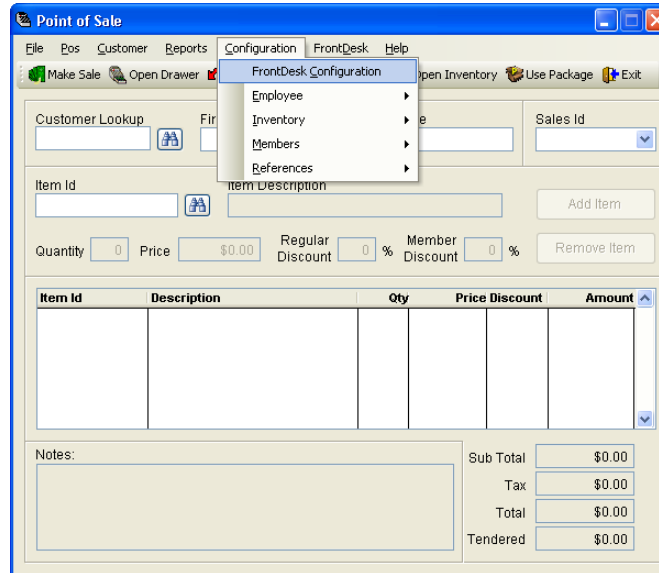 Point of Sale
File Pos Customer Reports Configuration FrontDesk Help
Make Sale Open Drawer Open Inventory Use Package Exit
FrontDesk Configuration
Employee
Inventory
Members
References
Customer Lookup Sales Id
Item Id Item Description
Add Item
Quantity 0 Price $0.00 Regular Discount 0 % Member Discount 0 % Remove Item
Item Id Description Qty Price Discount Amount
Notes:
Sub Total $0.00
Tax $0.00
Total $0.00
Tendered $0.00